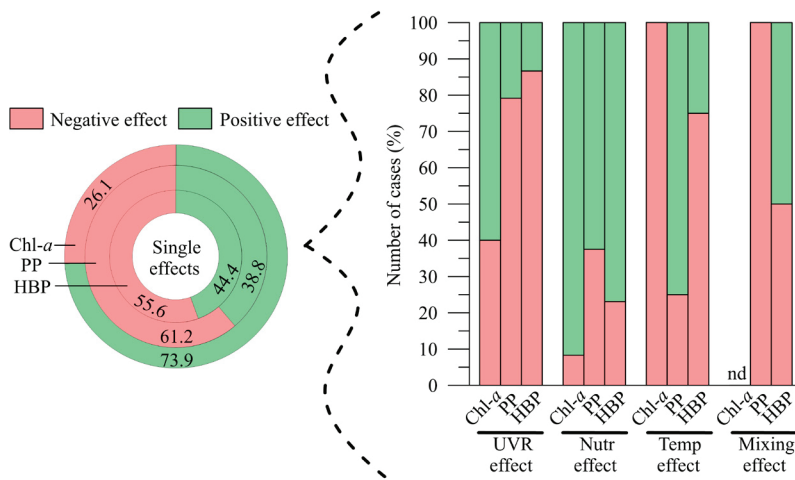 Negative effect
Positive effect
26.1
Chl-a
PP
HBP
Single
effects
44.4
38.8
55.6
61.2
73.9
Number of cases (%)
100
90
80
70
60
50
40
30
20
10
0
nd
Chl-a PP HBP Chl-a PP HBP Chl-a PP HBP Chl-a PP HBP
UVR Nutr Temp Mixing
effect effect effect effect